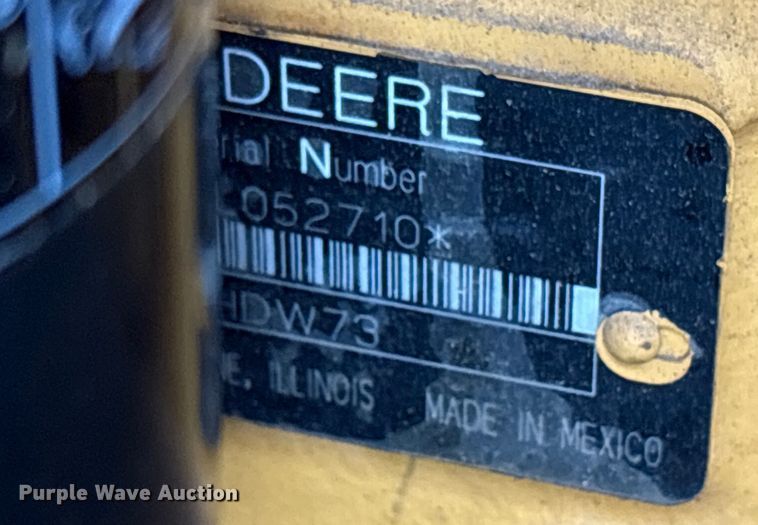 DEERE
rial Number
052710*
HDW73
E, ILLINOIS MADE IN MEXICO
Purple Wave Auction